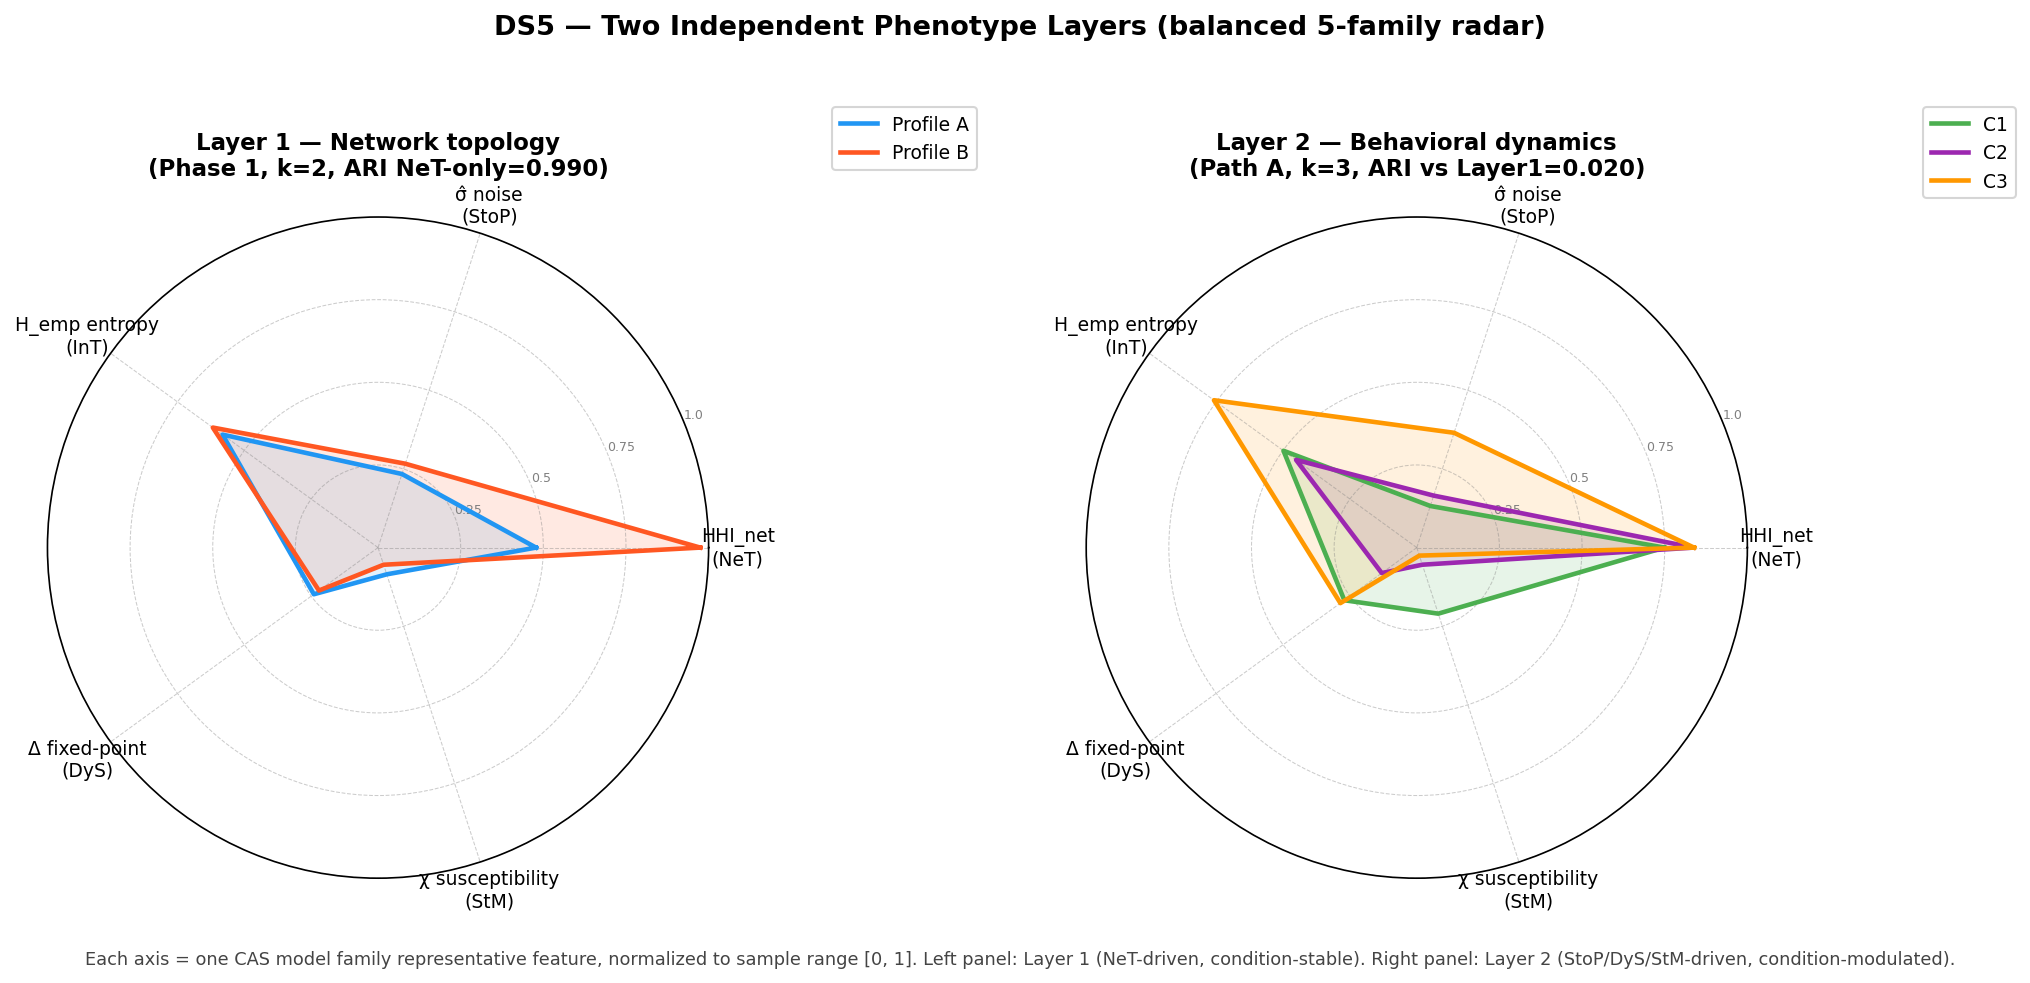 DS5 — Two Independent Phenotype Layers (balanced 5-family radar)
Layer 1 — Network topology
(Phase 1, k=2, ARI NeT-only=0.990)
Profile A
Profile B
σ̂ noise
(StoP)
H_emp entropy
(InT)
1.0
0.75
0.5
0.25
HHI_net
(NeT)
Δ fixed-point
(DyS)
χ susceptibility
(StM)
Layer 2 — Behavioral dynamics
(Path A, k=3, ARI vs Layer1=0.020)
C1
C2
C3
σ̂ noise
(StoP)
H_emp entropy
(InT)
1.0
0.75
0.5
0.25
HHI_net
(NeT)
Δ fixed-point
(DyS)
χ susceptibility
(StM)
Each axis = one CAS model family representative feature, normalized to sample range [0, 1]. Left panel: Layer 1 (NeT-driven, condition-stable). Right panel: Layer 2 (StoP/DyS/StM-driven, condition-modulated).